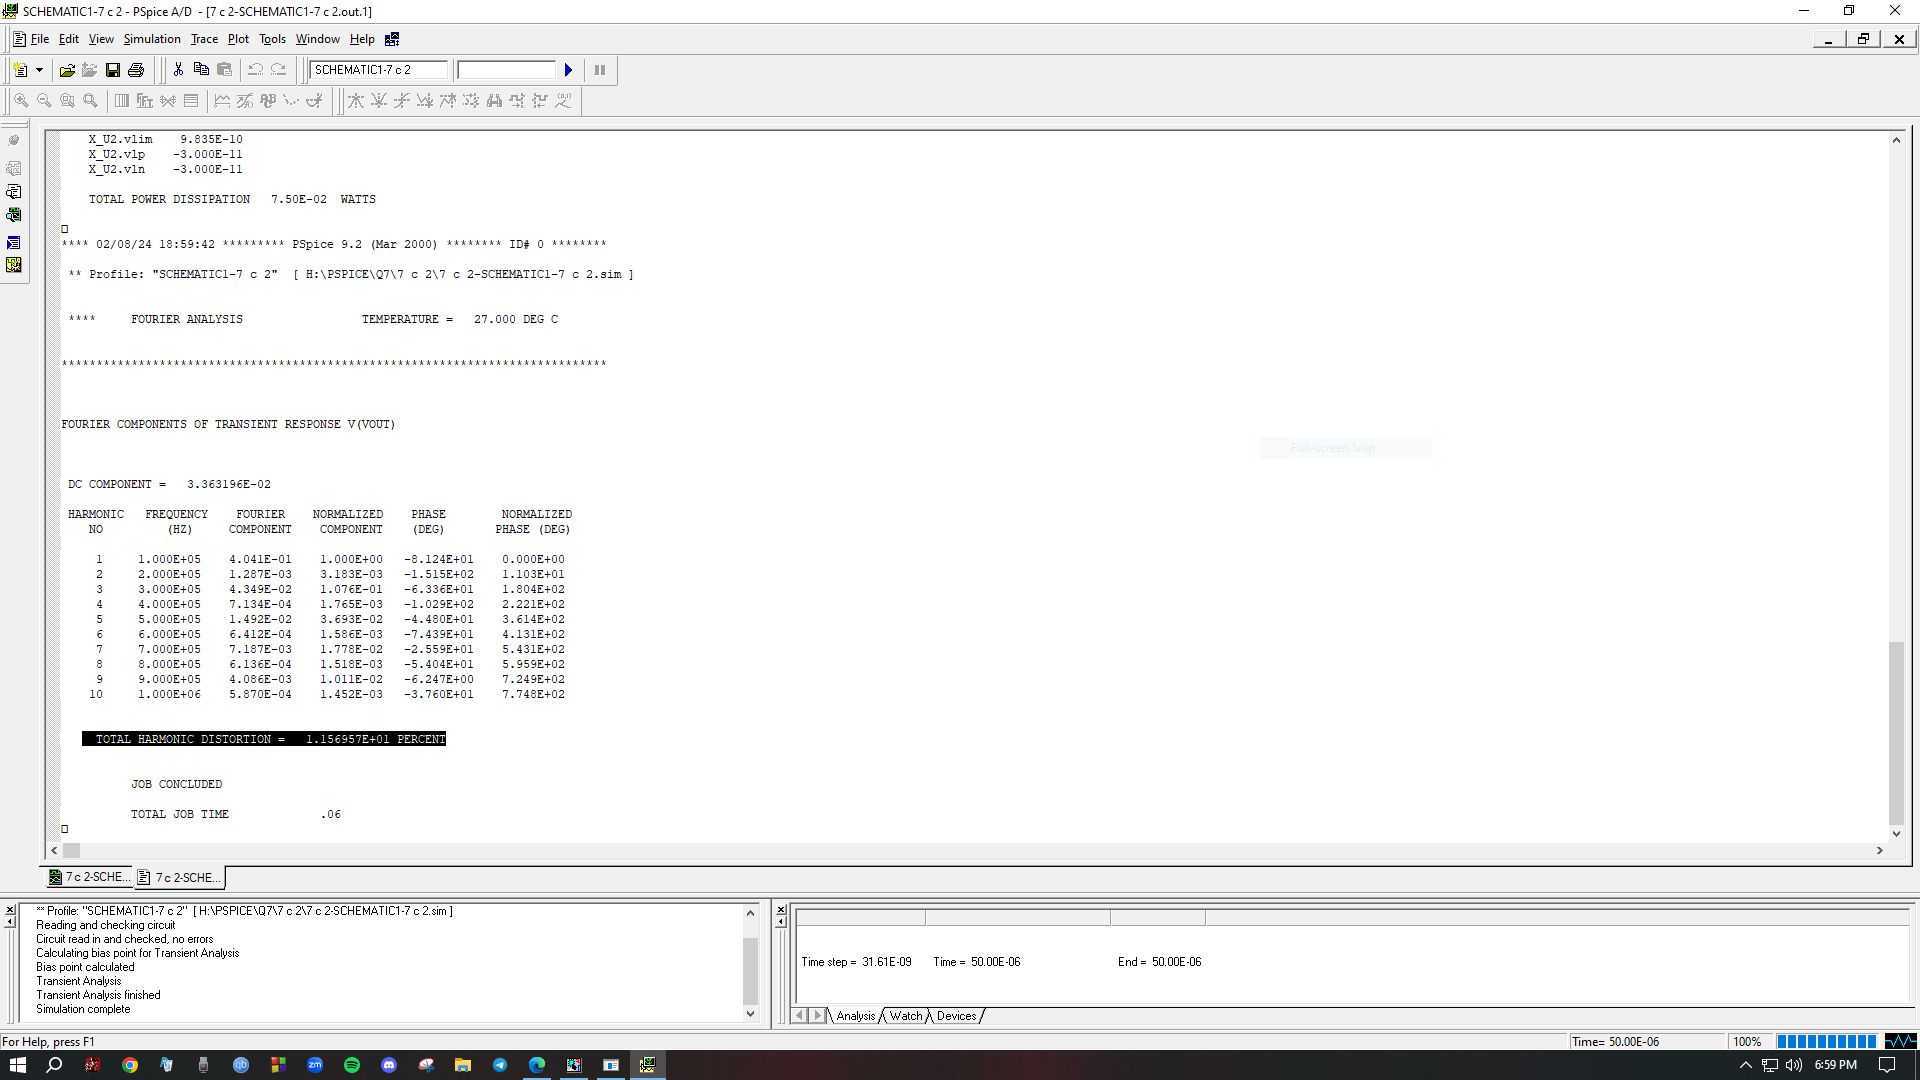 SCHEMATIC1-7 c 2 - PSpice A/D - [7 c 2-SCHEMATIC1-7 c 2.out.1]
File Edit View Simulation Trace Plot Tools Window Help
SCHEMATIC1-7 c 2
X_U2.vlim 9.835E-10
X_U2.vlp -3.000E-11
X_U2.vln -3.000E-11
TOTAL POWER DISSIPATION 7.50E-02 WATTS
**** 02/08/24 18:59:42 ********* PSpice 9.2 (Mar 2000) ******** ID# 0 ********
** Profile: "SCHEMATIC1-7 c 2" [ H:\PSPICE\Q7\7 c 2\7 c 2-SCHEMATIC1-7 c 2.sim ]
**** FOURIER ANALYSIS TEMPERATURE = 27.000 DEG C
******************************************************************************
FOURIER COMPONENTS OF TRANSIENT RESPONSE V(VOUT)
DC COMPONENT = 3.363196E-02
HARMONIC FREQUENCY FOURIER NORMALIZED PHASE NORMALIZED
NO (HZ) COMPONENT COMPONENT (DEG) PHASE (DEG)
1 1.000E+05 4.041E-01 1.000E+00 -8.124E+01 0.000E+00
2 2.000E+05 1.287E-03 3.183E-03 -1.515E+02 1.103E+01
3 3.000E+05 4.349E-02 1.076E-01 -6.336E+01 1.804E+02
4 4.000E+05 7.134E-04 1.765E-03 -1.029E+02 2.221E+02
5 5.000E+05 1.492E-02 3.693E-02 -4.480E+01 3.614E+02
6 6.000E+05 6.412E-04 1.586E-03 -7.439E+01 4.131E+02
7 7.000E+05 7.187E-03 1.778E-02 -2.559E+01 5.431E+02
8 8.000E+05 6.136E-04 1.518E-03 -5.404E+01 5.959E+02
9 9.000E+05 4.086E-03 1.011E-02 -6.247E+00 7.249E+02
10 1.000E+06 5.870E-04 1.452E-03 -3.760E+01 7.748E+02
TOTAL HARMONIC DISTORTION = 1.156957E+01 PERCENT
JOB CONCLUDED
TOTAL JOB TIME .06
Full-screen Snip
7 c 2-SCHE... 7 c 2-SCHE...
** Profile: "SCHEMATIC1-7 c 2" [ H:\PSPICE\Q7\7 c 2\7 c 2-SCHEMATIC1-7 c 2.sim ]
Reading and checking circuit
Circuit read in and checked, no errors
Calculating bias point for Transient Analysis
Bias point calculated
Transient Analysis
Transient Analysis finished
Simulation complete
Time step = 31.61E-09 Time = 50.00E-06 End = 50.00E-06
Analysis Watch Devices
For Help, press F1
Time= 50.00E-06 100%
6:59 PM